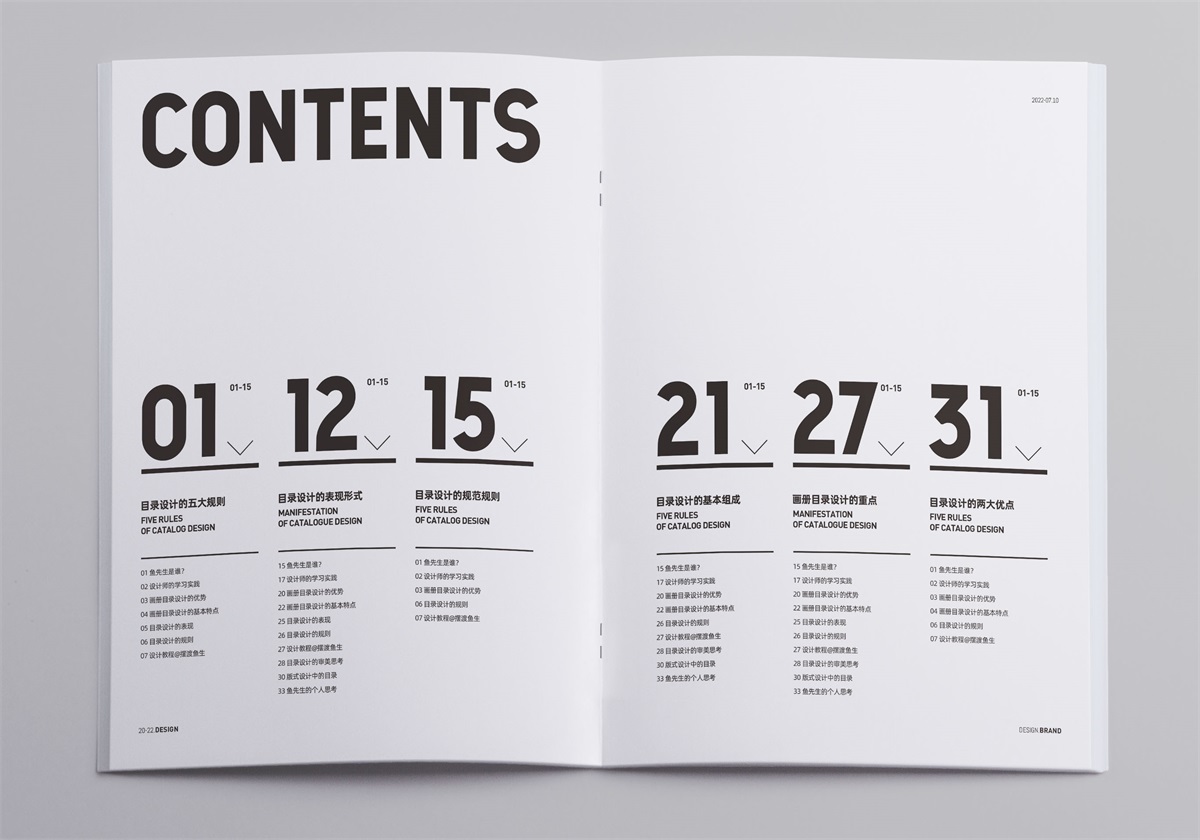 CONTENTS
2022-07.10
01
01-15
目录设计的五大规则
FIVE RULES
OF CATALOG DESIGN
01 鱼先生是谁?
02 设计师的学习实践
03 画册目录设计的优势
04 画册目录设计的基本特点
05 目录设计的表现
06 目录设计的规则
07 设计教程@摆渡鱼生
12
01-15
目录设计的表现形式
MANIFESTATION
OF CATALOGUE DESIGN
15 鱼先生是谁?
17 设计师的学习实践
20 画册目录设计的优势
22 画册目录设计的基本特点
25 目录设计的表现
26 目录设计的规则
27 设计教程@摆渡鱼生
28 目录设计的审美思考
30 版式设计中的目录
33 鱼先生的个人思考
15
01-15
目录设计的规范规则
FIVE RULES
OF CATALOG DESIGN
01 鱼先生是谁?
02 设计师的学习实践
03 画册目录设计的优势
06 目录设计的规则
07 设计教程@摆渡鱼生
21
01-15
目录设计的基本组成
FIVE RULES
OF CATALOG DESIGN
15 鱼先生是谁?
17 设计师的学习实践
20 画册目录设计的优势
22 画册目录设计的基本特点
26 目录设计的规则
27 设计教程@摆渡鱼生
28 目录设计的审美思考
30 版式设计中的目录
33 鱼先生的个人思考
27
01-15
画册目录设计的重点
MANIFESTATION
OF CATALOGUE DESIGN
15 鱼先生是谁?
17 设计师的学习实践
20 画册目录设计的优势
22 画册目录设计的基本特点
25 目录设计的表现
26 目录设计的规则
27 设计教程@摆渡鱼生
28 目录设计的审美思考
30 版式设计中的目录
33 鱼先生的个人思考
31
01-15
目录设计的两大优点
FIVE RULES
OF CATALOG DESIGN
01 鱼先生是谁?
02 设计师的学习实践
03 画册目录设计的优势
04 画册目录设计的基本特点
06 目录设计的规则
07 设计教程@摆渡鱼生
20-22.DESIGN
DESIGN.BRAND